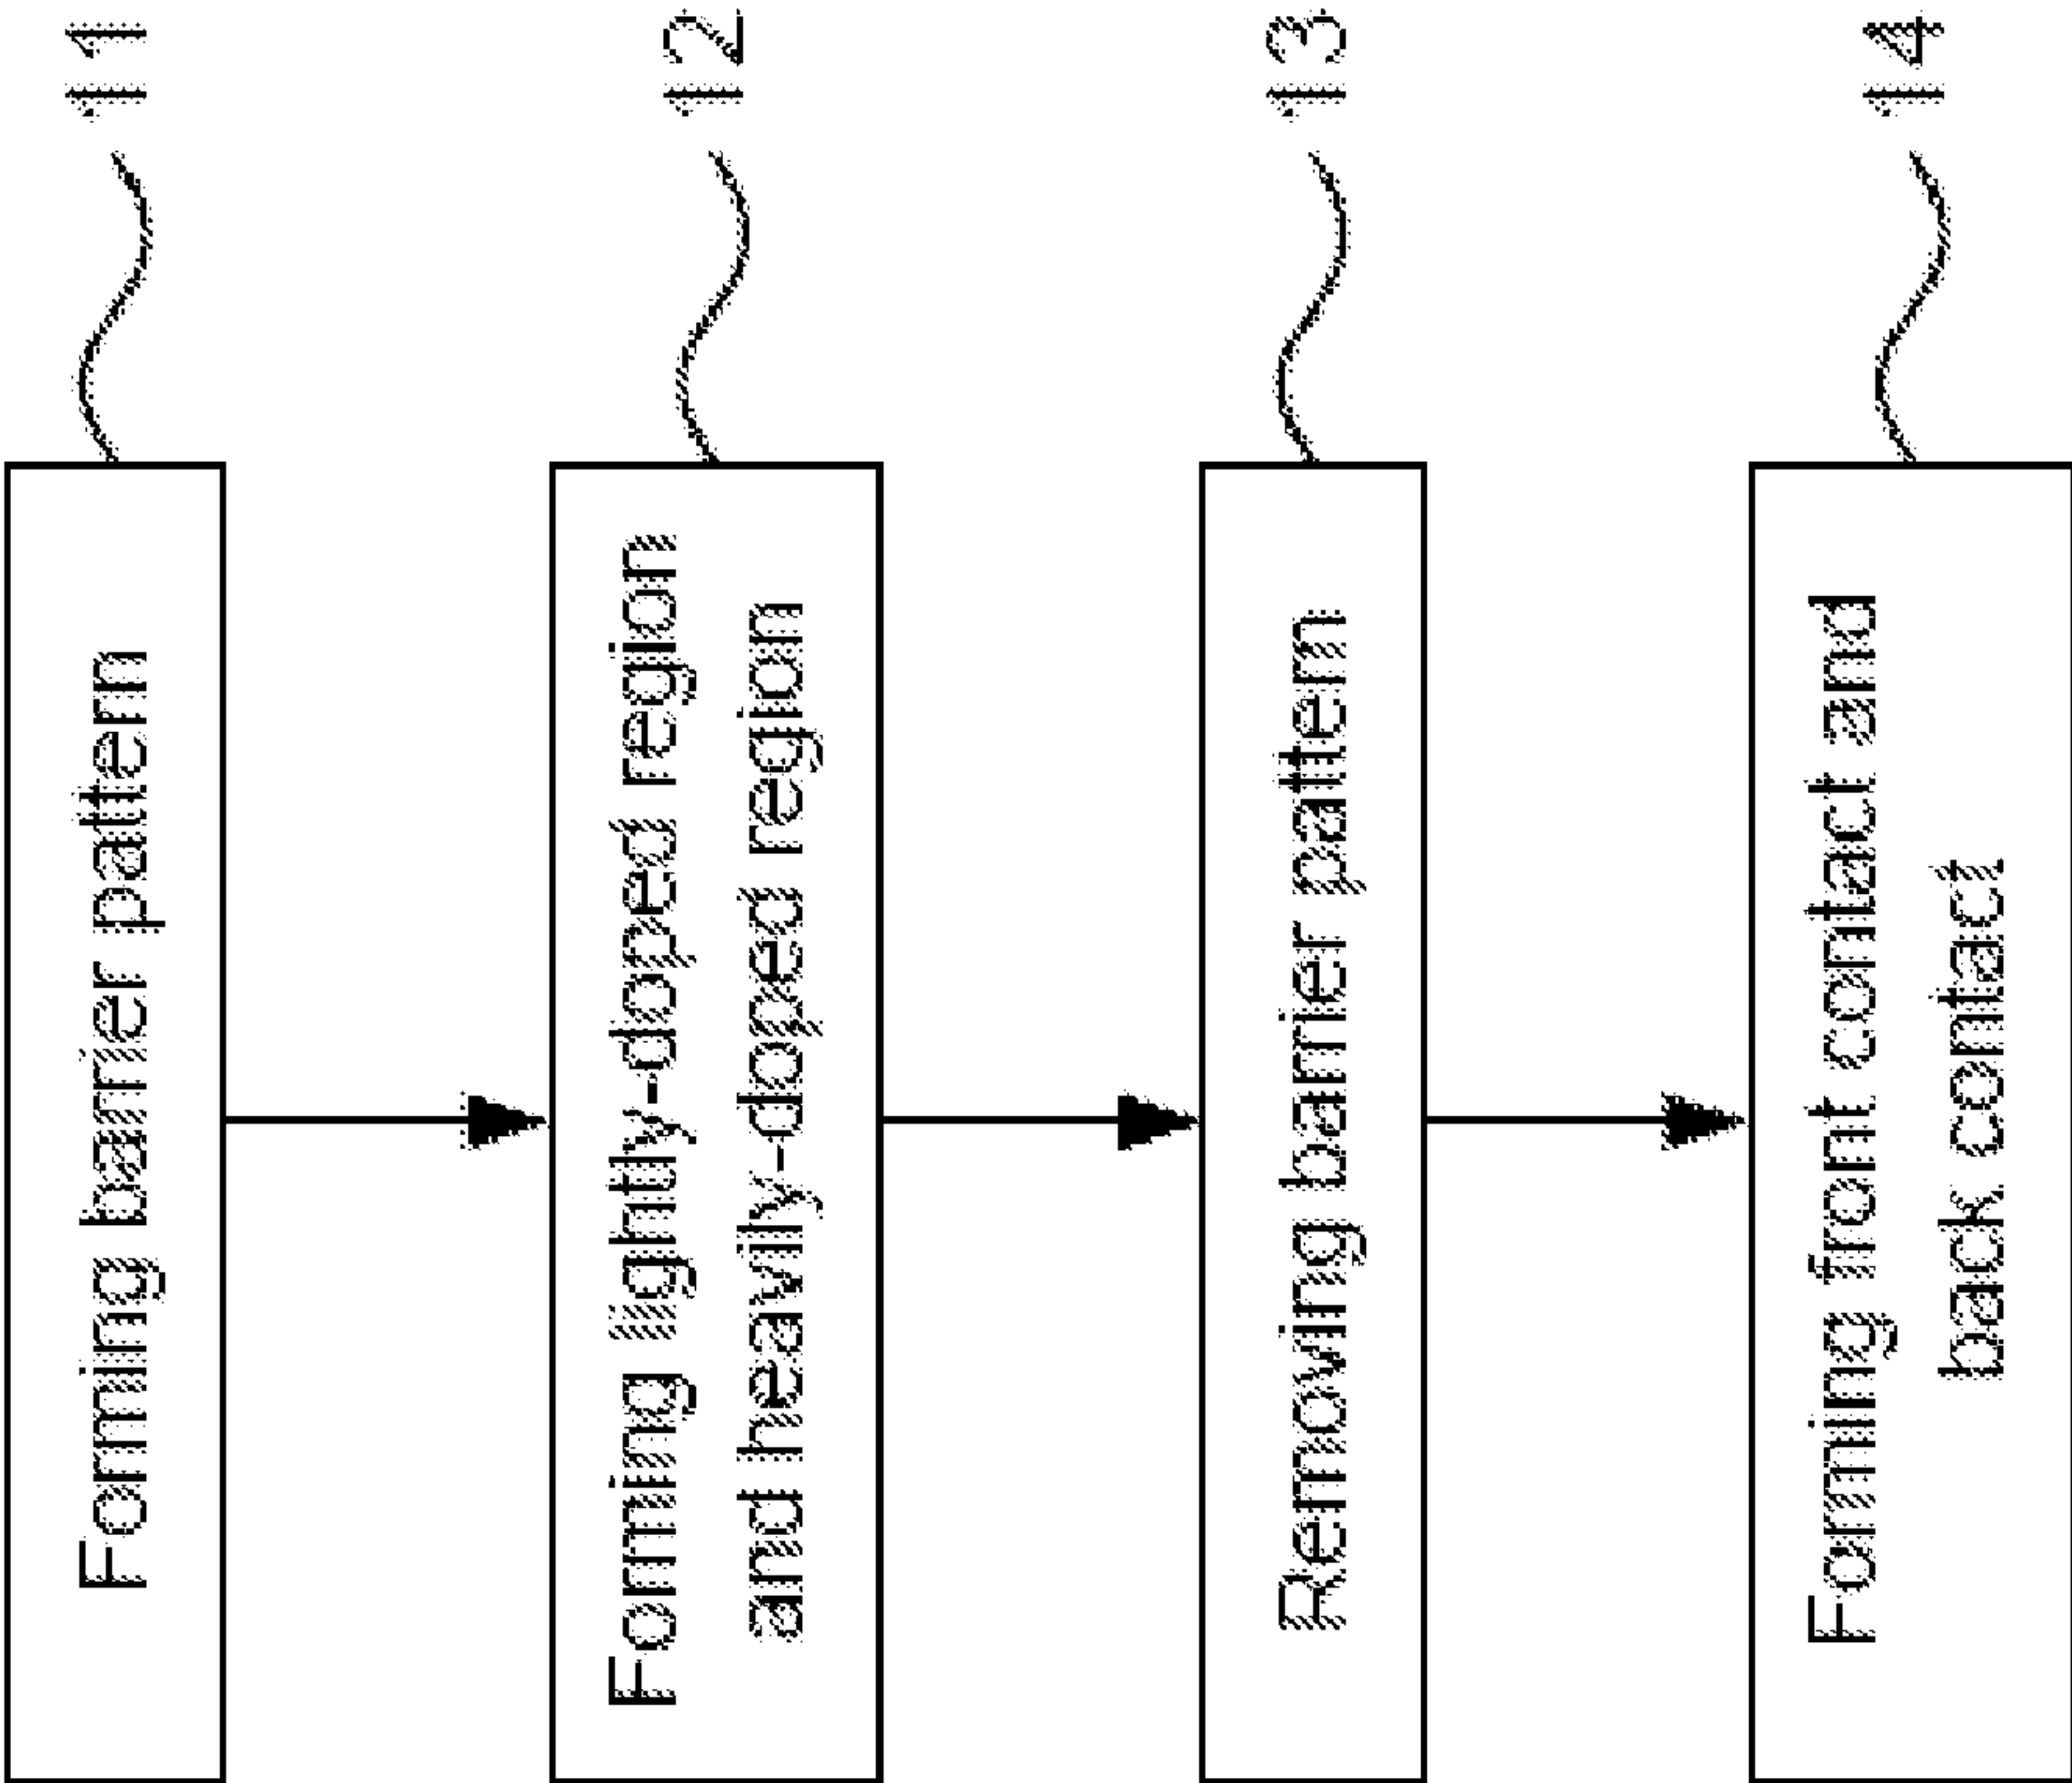 Forming barrier pattern
11
Forming lightly-doped region
and heavily-doped region
12
Removing barrier pattern
13
Forming front contact and
back contact
14